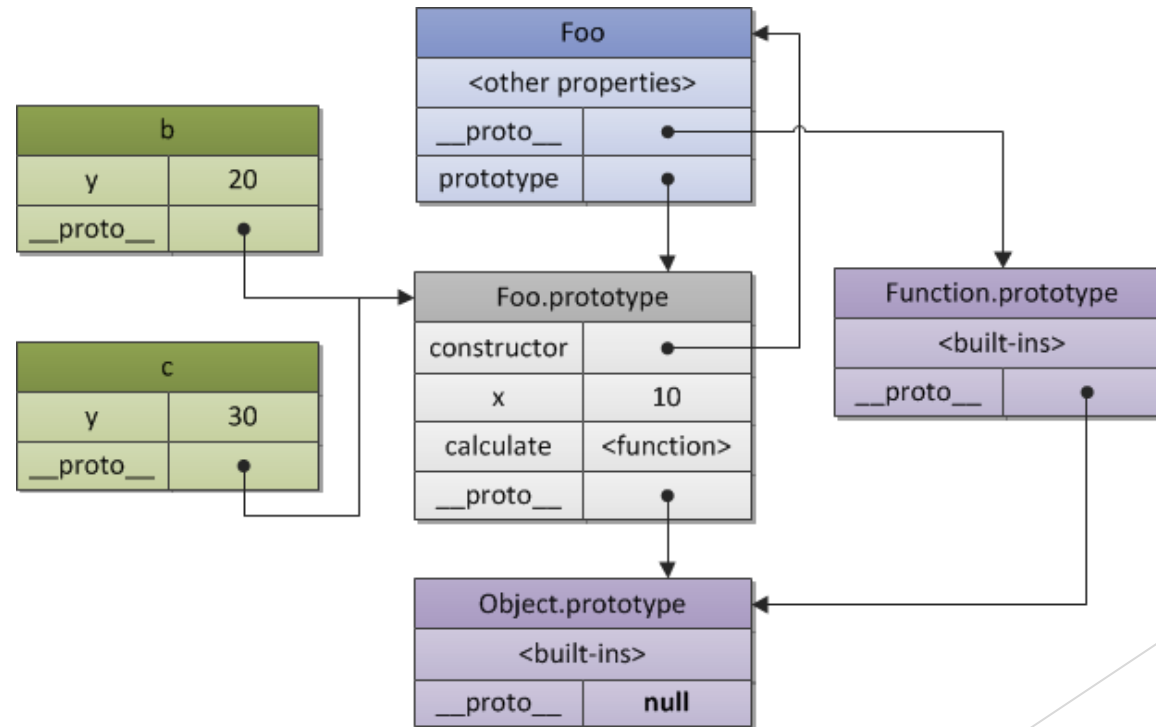 Foo
<other properties>
__proto__
prototype
b
y 20
__proto__
c
y 30
__proto__
Foo.prototype
constructor
x 10
calculate <function>
__proto__
Function.prototype
<built-ins>
__proto__
Object.prototype
<built-ins>
__proto__ null